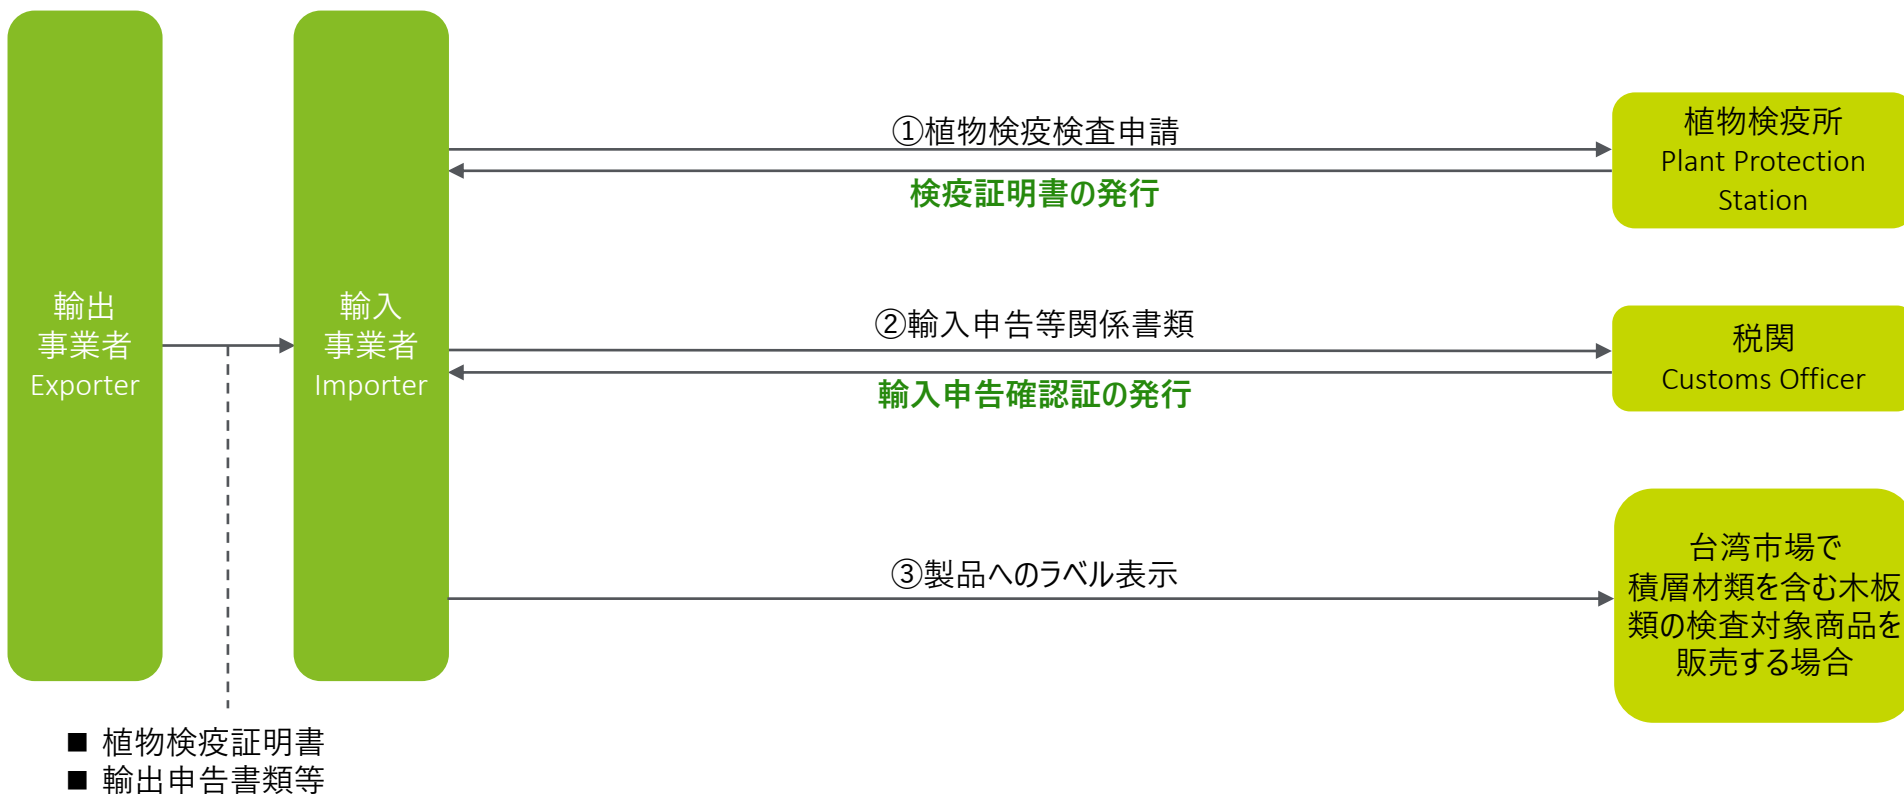 輸出
事業者
Exporter
輸入
事業者
Importer
①植物検疫検査申請
検疫証明書の発行
植物検疫所
Plant Protection
Station
②輸入申告等関係書類
輸入申告確認証の発行
税関
Customs Officer
③製品へのラベル表示
台湾市場で
積層材類を含む木板
類の検査対象商品を
販売する場合
■ 植物検疫証明書
■ 輸出申告書類等